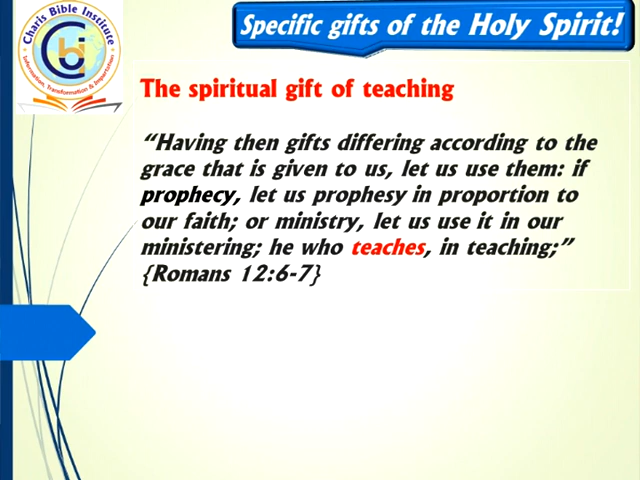 Charis Bible Institute
Information, Transformation & Impartation
Specific gifts of the Holy Spirit!
The spiritual gift of teaching
“Having then gifts differing according to the
grace that is given to us, let us use them: if
prophecy, let us prophesy in proportion to
our faith; or ministry, let us use it in our
ministering; he who teaches, in teaching;”
{Romans 12:6-7}